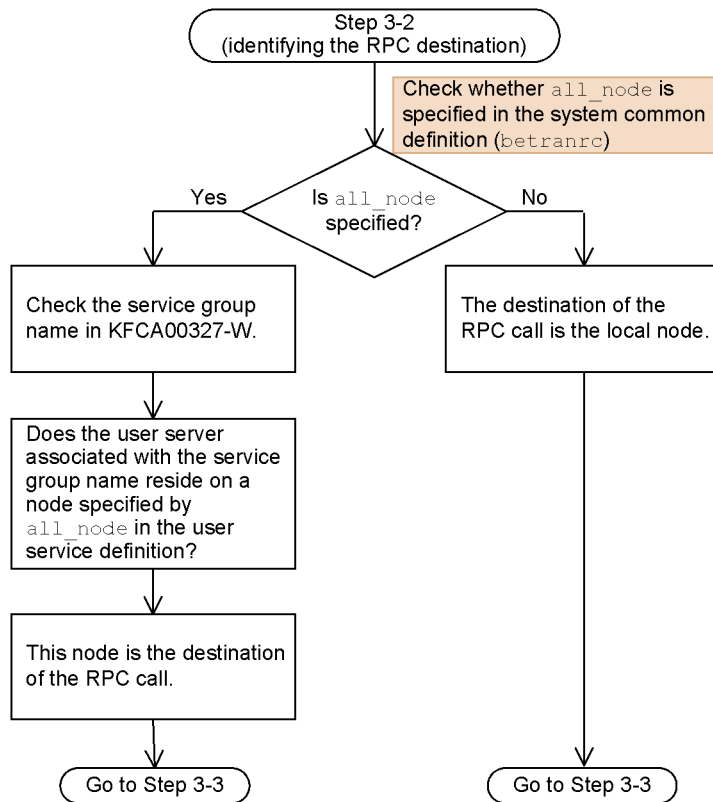 Step 3-2
(identifying the RPC destination)
Check whether all_node is
specified in the system common
definition (betranrc)
Yes
Is all_node
specified?
No
Check the service group
name in KFCA00327-W.
The destination of the
RPC call is the local node.
Does the user server
associated with the service
group name reside on a
node specified by
all_node in the user
service definition?
This node is the destination
of the RPC call.
Go to Step 3-3
Go to Step 3-3